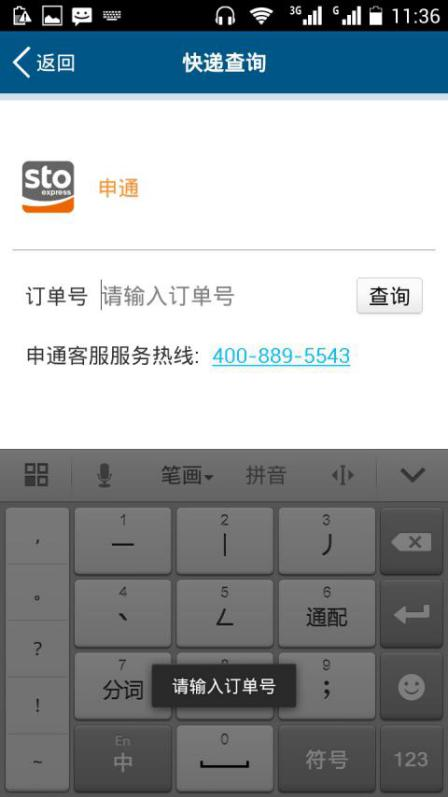 3G G 11:36
返回 快递查询
sto
express
申通
订单号 请输入订单号 查询
申通客服服务热线: 400-889-5543
笔画 拼音
, 1 一 2 丨 3 丿
。 4 丶 5 ㄥ 6 通配
? 7 分词 9 ;
请输入订单号
! ~ En 中 0 符号 123